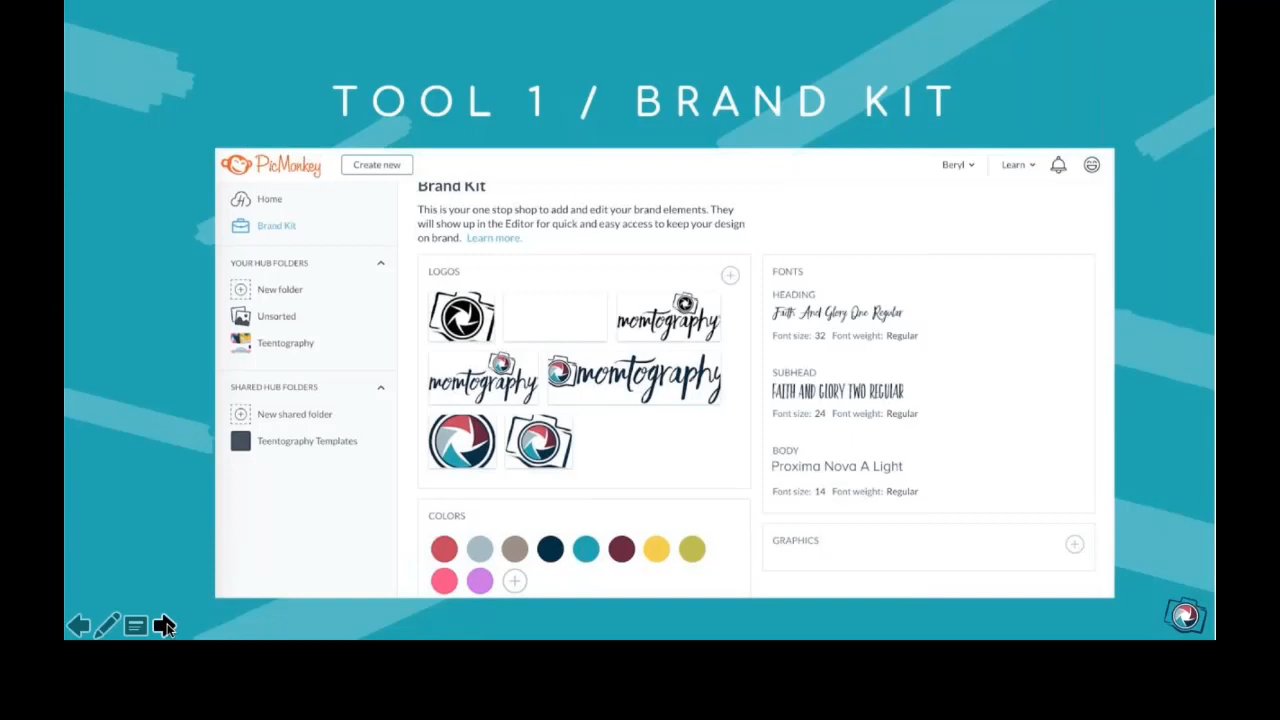 TOOL 1 / BRAND KIT
PicMonkey
Create new
Beryl
Learn
Home
Brand Kit
YOUR HUB FOLDERS
New folder
Unsorted
Teentography
SHARED HUB FOLDERS
New shared folder
Teentography Templates
Brand Kit
This is your one stop shop to add and edit your brand elements. They
will show up in the Editor for quick and easy access to keep your design
on brand. Learn more.
LOGOS
momtography
momtography
momtography
COLORS
FONTS
HEADING
Faith And Glory One Regular
Font size: 32 Font weight: Regular
SUBHEAD
FAITH AND GLORY TWO REGULAR
Font size: 24 Font weight: Regular
BODY
Proxima Nova A Light
Font size: 14 Font weight: Regular
GRAPHICS